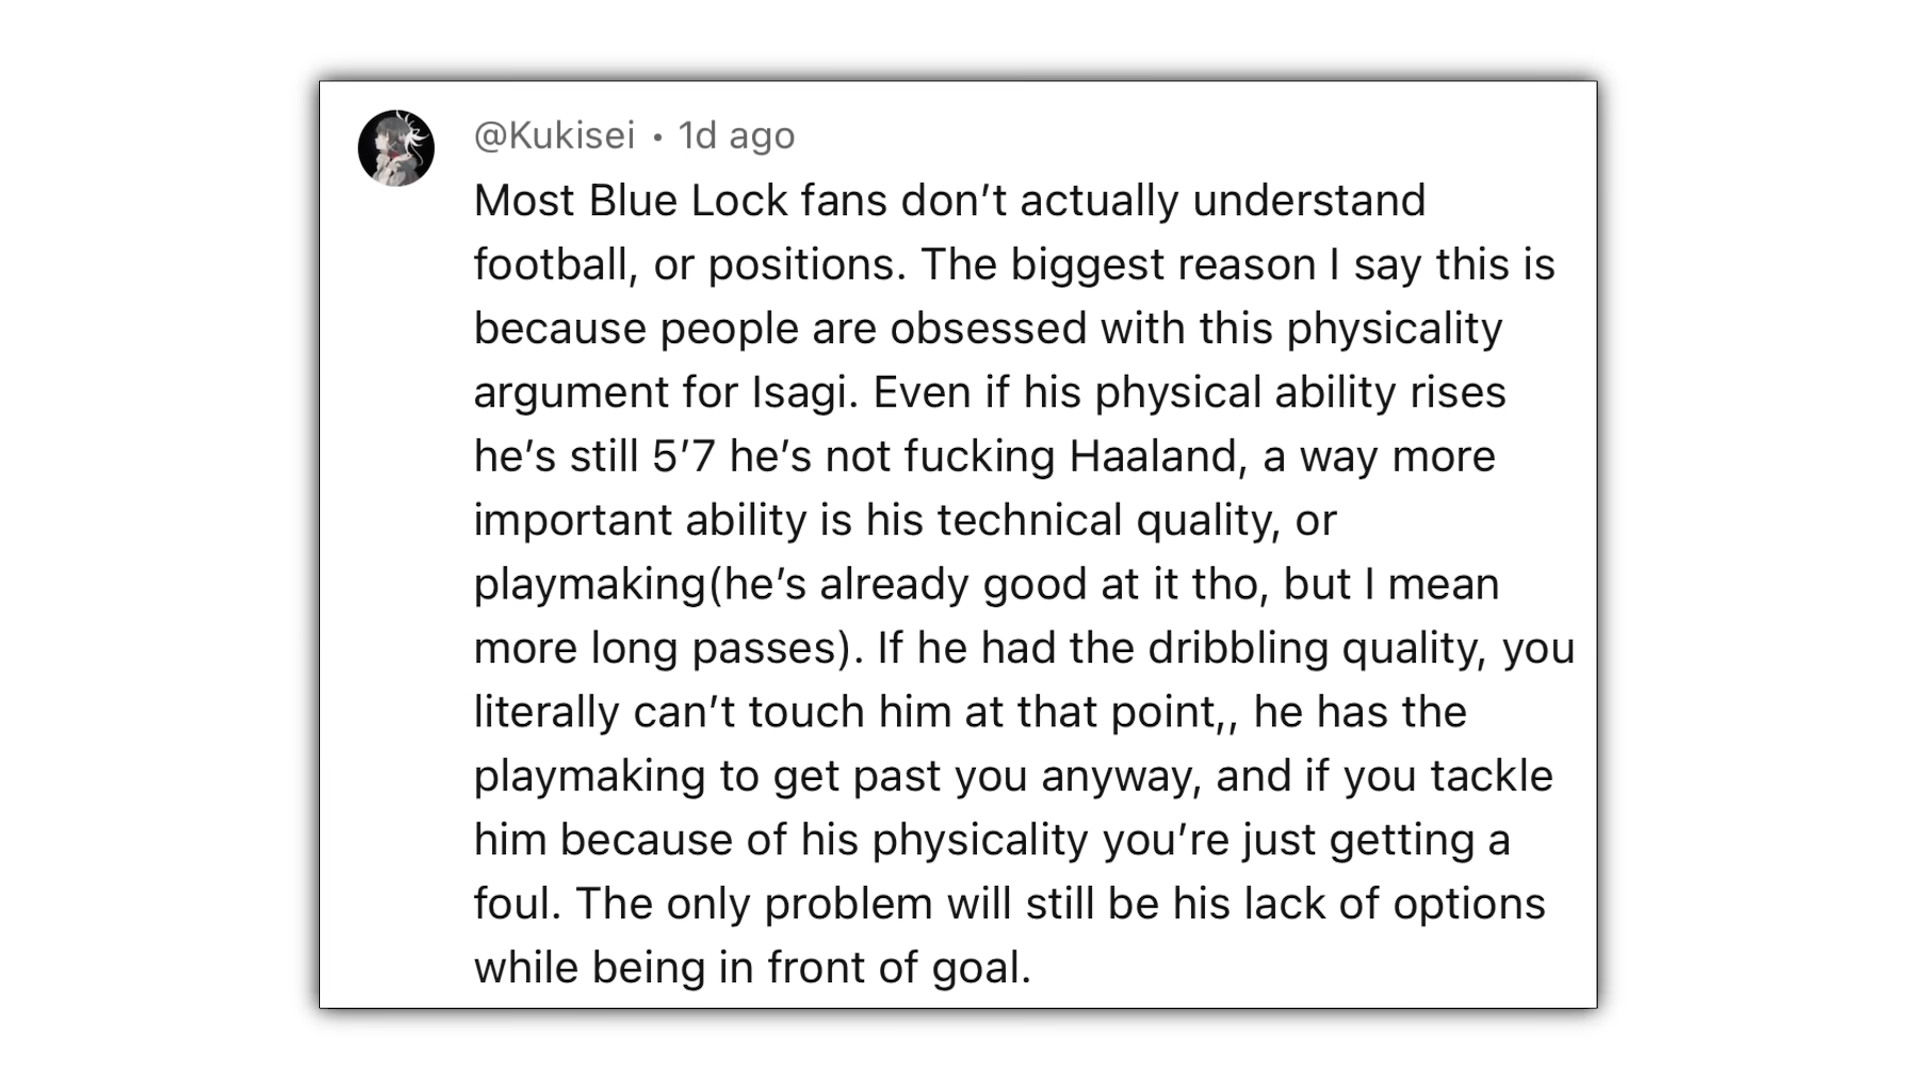 @Kukisei • 1d ago
Most Blue Lock fans don’t actually understand
football, or positions. The biggest reason I say this is
because people are obsessed with this physicality
argument for Isagi. Even if his physical ability rises
he’s still 5’7 he’s not fucking Haaland, a way more
important ability is his technical quality, or
playmaking(he’s already good at it tho, but I mean
more long passes). If he had the dribbling quality, you
literally can’t touch him at that point,, he has the
playmaking to get past you anyway, and if you tackle
him because of his physicality you’re just getting a
foul. The only problem will still be his lack of options
while being in front of goal.